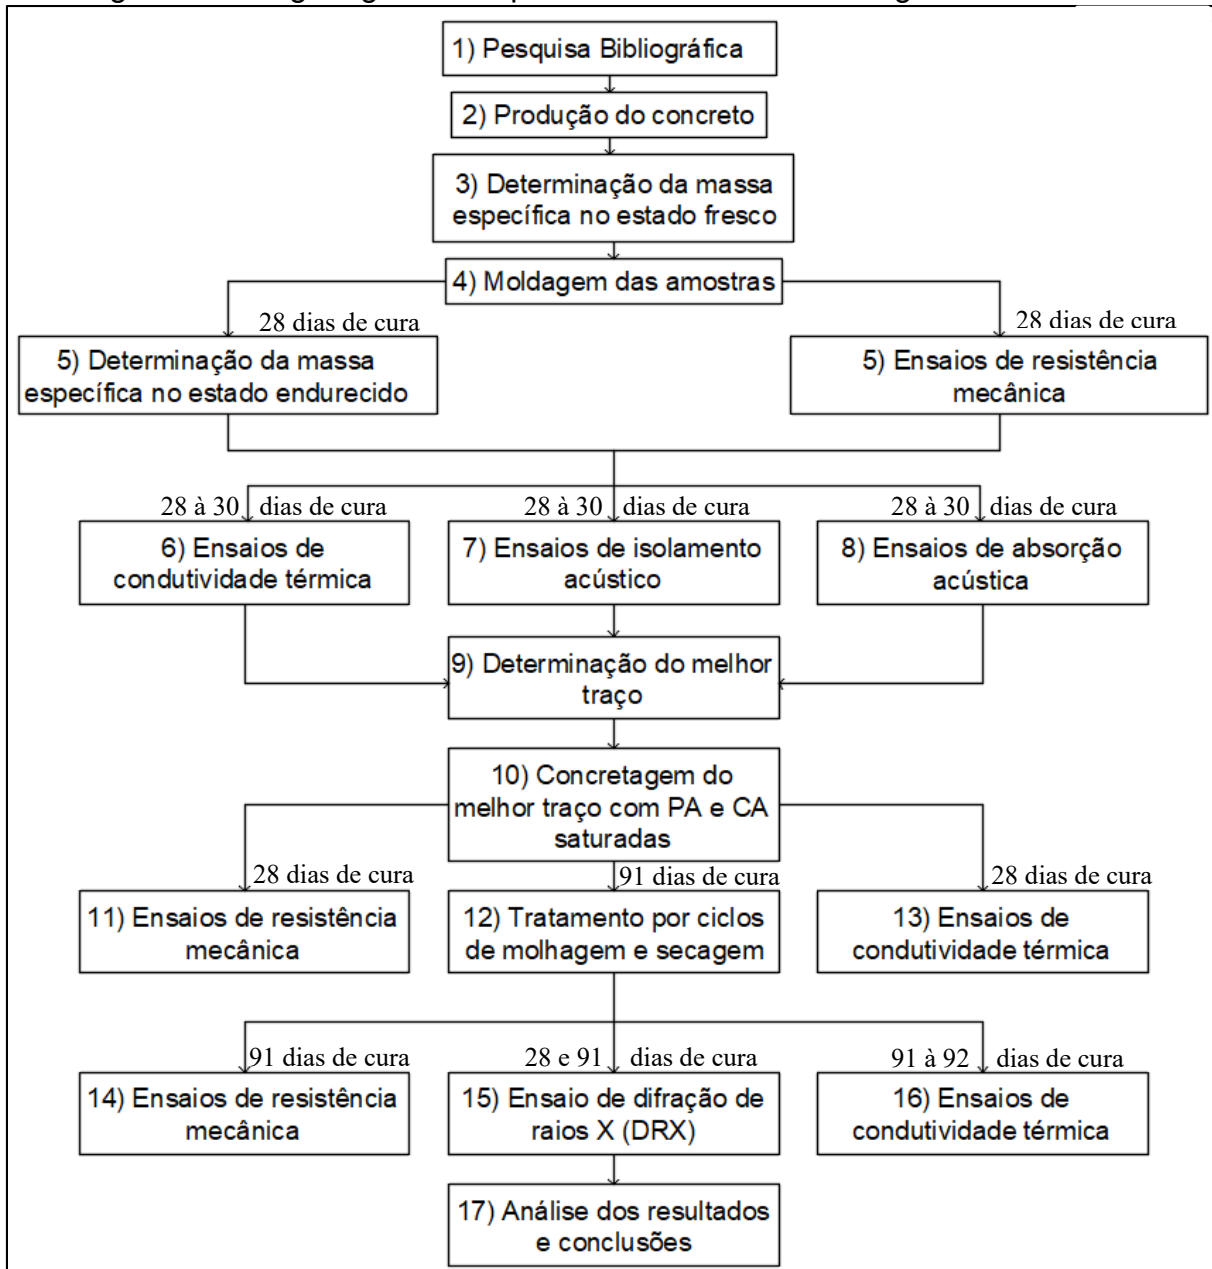 1) Pesquisa Bibliográfica
2) Produção do concreto
3) Determinação da massa
específica no estado fresco
4) Moldagem das amostras
28 dias de cura
28 dias de cura
5) Determinação da massa
específica no estado endurecido
5) Ensaios de resistência
mecânica
28 à 30 dias de cura
28 à 30 dias de cura
28 à 30 dias de cura
6) Ensaios de
condutividade térmica
7) Ensaios de isolamento
acústico
8) Ensaios de absorção
acústica
9) Determinação do melhor
traço
10) Concretagem do
melhor traço com PA e CA
saturadas
28 dias de cura
91 dias de cura
28 dias de cura
11) Ensaios de resistência
mecânica
12) Tratamento por ciclos
de molhagem e secagem
13) Ensaios de
condutividade térmica
91 dias de cura
28 e 91 dias de cura
91 à 92 dias de cura
14) Ensaios de resistência
mecânica
15) Ensaio de difração de
raios X (DRX)
16) Ensaios de
condutividade térmica
17) Análise dos resultados
e conclusões